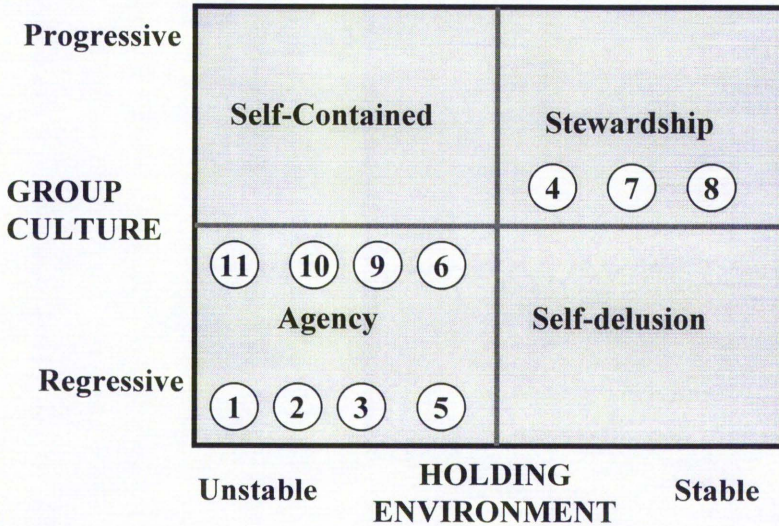 Progressive
Self-Contained
Stewardship
4 7 8
GROUP
CULTURE
11 10 9 6
Agency
Self-delusion
Regressive
1 2 3 5
Unstable
HOLDING
ENVIRONMENT
Stable